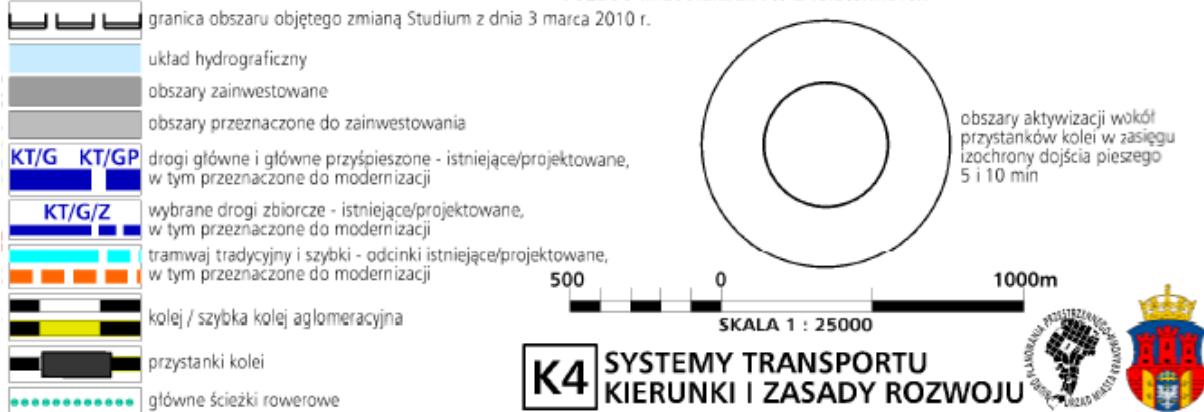 granica obszaru objętego zmianą Studium z dnia 3 marca 2010 r.
układ hydrograficzny
obszary zainwestowane
obszary przeznaczone do zainwestowania
KT/G KT/GP
drogi główne i główne przyśpieszone - istniejące/projektowane,
w tym przeznaczone do modernizacji
KT/G/Z
wybrane drogi zbiorcze - istniejące/projektowane,
w tym przeznaczone do modernizacji
tramwaj tradycyjny i szybki - odcinki istniejące/projektowane,
w tym przeznaczone do modernizacji
kolej / szybka kolej aglomeracyjna
przystanki kolei
główne ścieżki rowerowe
obszary aktywizacji wokół
przystanków kolei w zasięgu
izochrony dojścia pieszego
5 i 10 min
500 0 1000m
SKALA 1 : 25000
K4
SYSTEMY TRANSPORTU
KIERUNKI I ZASADY ROZWOJU